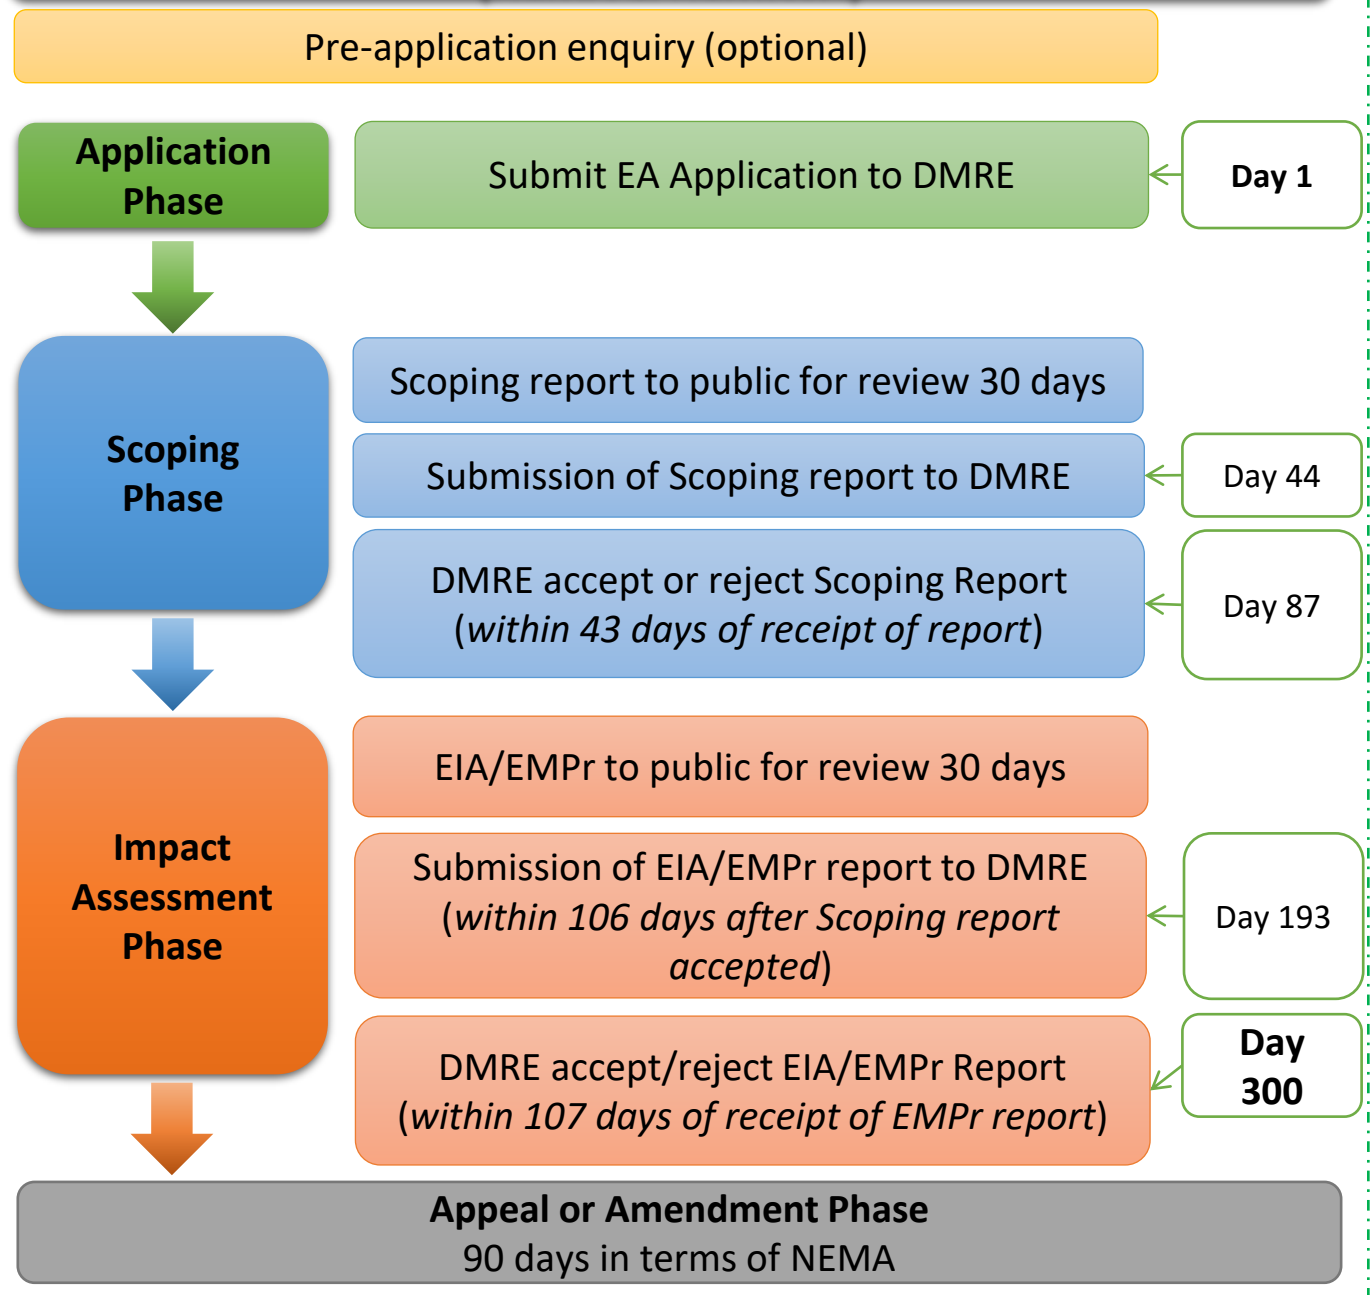 Pre-application enquiry (optional)
Application
Phase
Submit EA Application to DMRE
Day 1
Scoping
Phase
Scoping report to public for review 30 days
Submission of Scoping report to DMRE
Day 44
DMRE accept or reject Scoping Report
(within 43 days of receipt of report)
Day 87
Impact
Assessment
Phase
EIA/EMPr to public for review 30 days
Submission of EIA/EMPr report to DMRE
(within 106 days after Scoping report
accepted)
Day 193
DMRE accept/reject EIA/EMPr Report
(within 107 days of receipt of EMPr report)
Day
300
Appeal or Amendment Phase
90 days in terms of NEMA